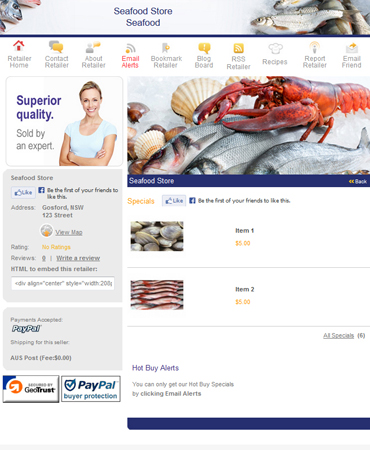 Seafood Store
Seafood
Retailer Home
Contact Retailer
About Retailer
Email Alerts
Bookmark Retailer
Blog Board
RSS Retailer
Recipes
Report Retailer
Email Friend
Superior
quality.
Sold by
an expert.
Seafood Store
Back
Seafood Store
Like
Be the first of your friends to
like this.
Address: Gosford, NSW
123 Street
View Map
Rating: No Ratings
Reviews: 0 | Write a review
HTML to embed this retailer:
<div align="center" style="width:200p
Specials
Like
Be the first of your friends to like this.
Item 1
$5.00
Item 2
$5.00
All Specials (6)
Payments Accepted:
PayPal
Shipping for this seller.
AUS Post (Fee:$0.00)
SECURED BY
GeoTrust
PayPal
buyer protection
Hot Buy Alerts
You can only get our Hot Buy Specials
by clicking Email Alerts